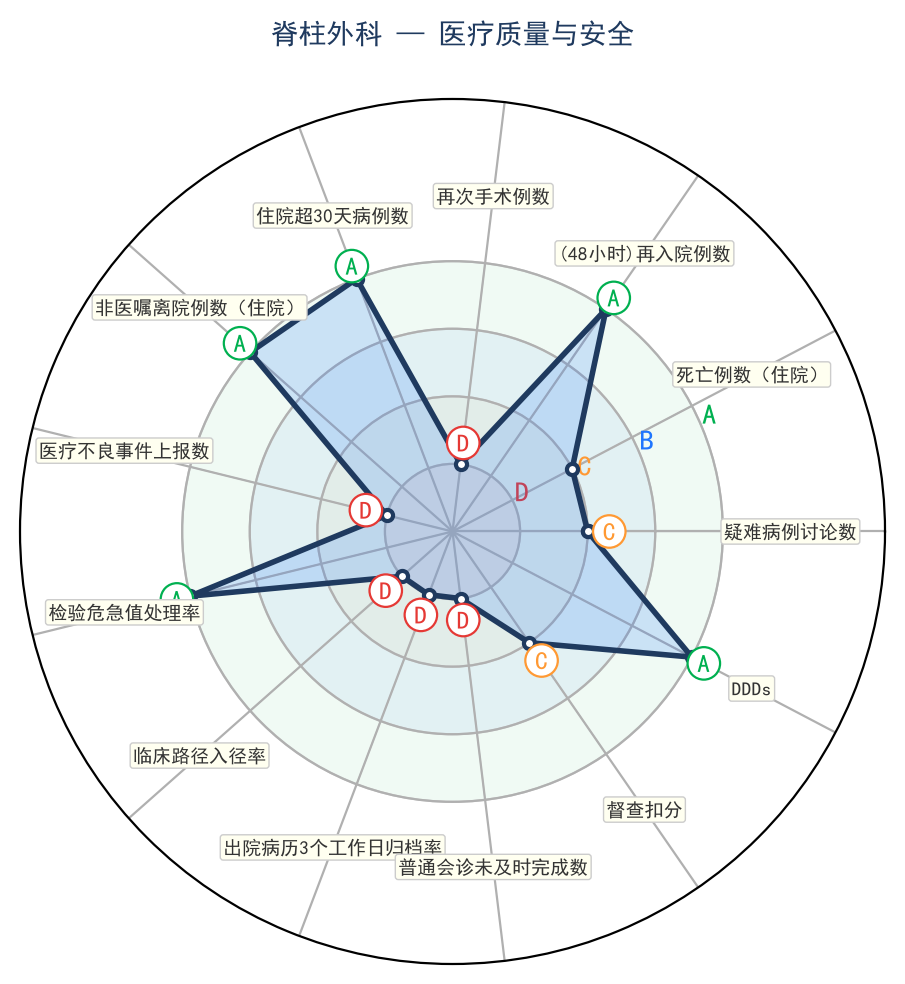 脊柱外科 — 医疗质量与安全
再次手术例数
住院超30天病例数
(48小时)再入院例数
A
A
非医嘱离院例数（住院）
A
死亡例数（住院）
A
B
D
医疗不良事件上报数
C
D
D
疑难病例讨论数
C
A
检验危急值处理率
D
D
D
C
A
DDDs
临床路径入径率
督查扣分
出院病历3个工作日归档率
普通会诊未及时完成数